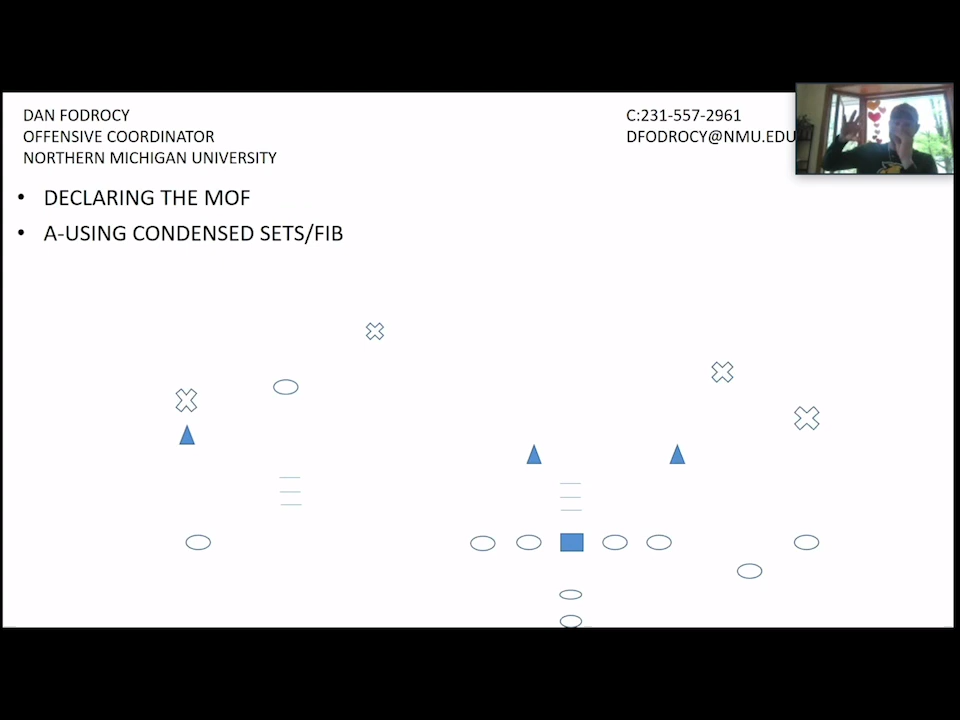 DAN FODROCY
OFFENSIVE COORDINATOR
NORTHERN MICHIGAN UNIVERSITY
C:231-557-2961
DFODROCY@NMU.EDU
• DECLARING THE MOF
• A-USING CONDENSED SETS/FIB